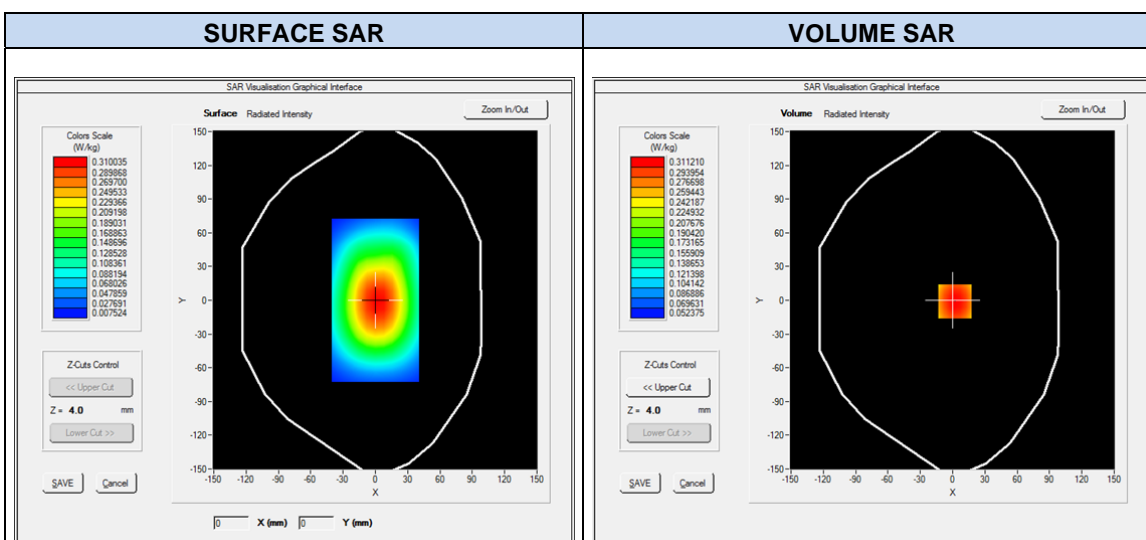 SURFACE SAR
SAR Visualisation Graphical Interface
Surface Radiated Intensity
Zoom In/Out
Colors Scale
(W/kg)
0.310035
0.289868
0.269700
0.249533
0.229366
0.209198
0.189031
0.168863
0.148696
0.128528
0.108361
0.088194
0.068026
0.047859
0.027691
0.007524
Z-Cuts Control
<< Upper Cut
Z = 4.0 mm
Lower Cut >>
SAVE Cancel
150
120
90
60
30
0
-30
-60
-90
-120
-150
Y
-150 -120 -90 -60 -30 0 30 60 90 120 150
X
0 X (mm) 0 Y (mm)
VOLUME SAR
SAR Visualisation Graphical Interface
Volume Radiated Intensity
Zoom In/Out
Colors Scale
(W/kg)
0.311210
0.293954
0.276698
0.259443
0.242187
0.224932
0.207676
0.190420
0.173165
0.155909
0.138653
0.121398
0.104142
0.086886
0.069631
0.052375
Z-Cuts Control
<< Upper Cut
Z = 4.0 mm
Lower Cut >>
SAVE Cancel
150
120
90
60
30
0
-30
-60
-90
-120
-150
Y
-150 -120 -90 -60 -30 0 30 60 90 120 150
X